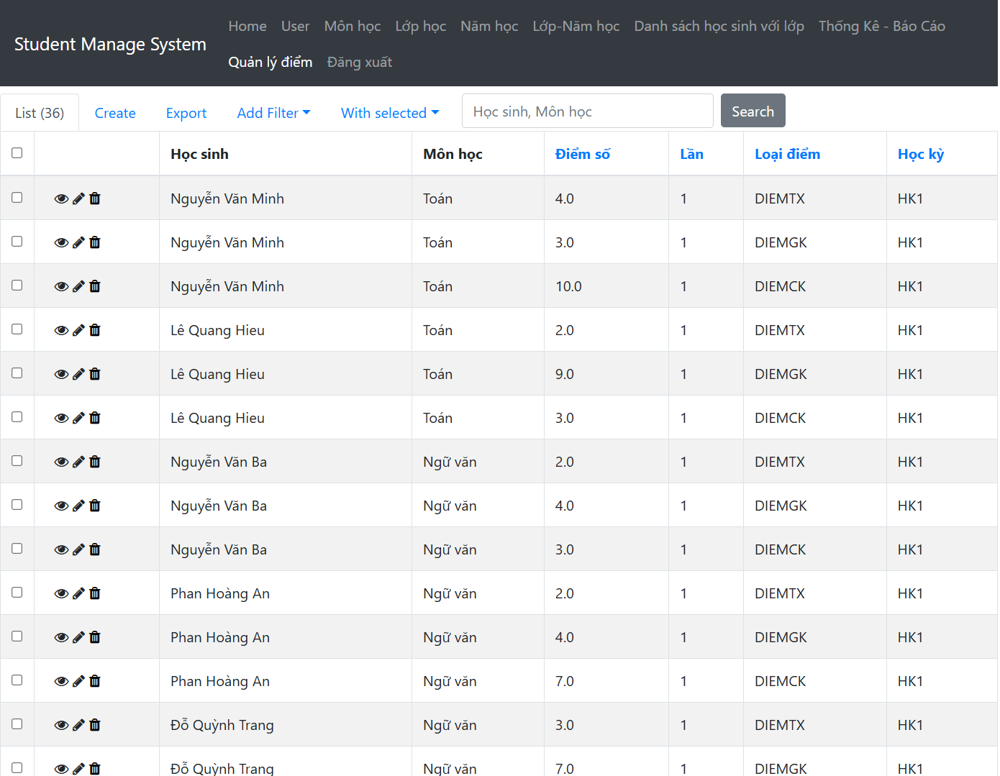 Student Manage System
Home User Môn học Lớp học Năm học Lớp-Năm học Danh sách học sinh với lớp Thống Kê - Báo Cáo
Quản lý điểm Đăng xuất
List (36) Create Export Add Filter With selected Học sinh, Môn học Search
Học sinh Môn học Điểm số Lần Loại điểm Học kỳ
Nguyễn Văn Minh Toán 4.0 1 DIEMTX HK1
Nguyễn Văn Minh Toán 3.0 1 DIEMGK HK1
Nguyễn Văn Minh Toán 10.0 1 DIEMCK HK1
Lê Quang Hieu Toán 2.0 1 DIEMTX HK1
Lê Quang Hieu Toán 9.0 1 DIEMGK HK1
Lê Quang Hieu Toán 3.0 1 DIEMCK HK1
Nguyễn Văn Ba Ngữ văn 2.0 1 DIEMTX HK1
Nguyễn Văn Ba Ngữ văn 4.0 1 DIEMGK HK1
Nguyễn Văn Ba Ngữ văn 3.0 1 DIEMCK HK1
Phan Hoàng An Ngữ văn 2.0 1 DIEMTX HK1
Phan Hoàng An Ngữ văn 4.0 1 DIEMGK HK1
Phan Hoàng An Ngữ văn 7.0 1 DIEMCK HK1
Đỗ Quỳnh Trang Ngữ văn 3.0 1 DIEMTX HK1
Đỗ Quỳnh Trang Ngữ văn 7.0 1 DIEMGK HK1